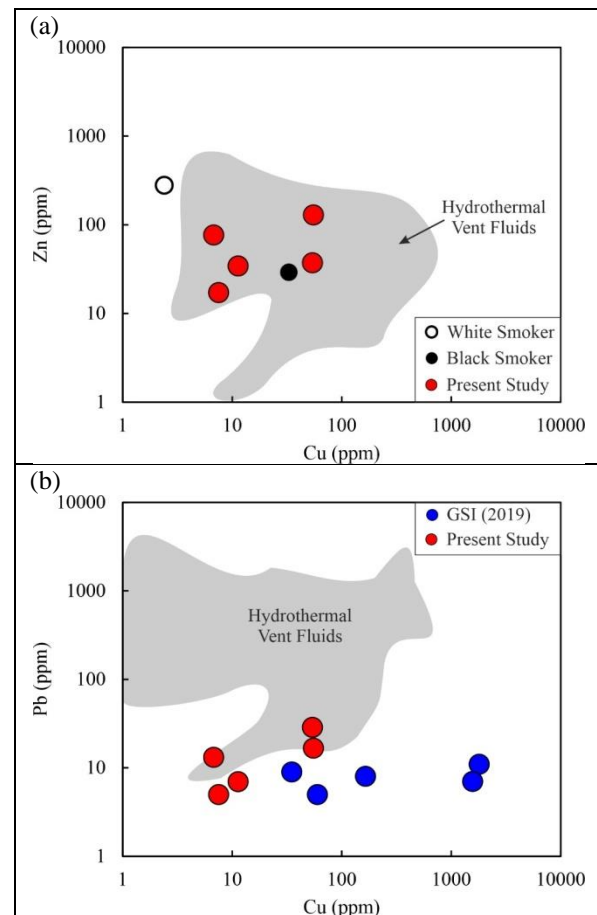 (a)
10000
1000
100
10
1
Zn (ppm)
Hydrothermal
Vent Fluids
White Smoker
Black Smoker
Present Study
1
10
100
1000
10000
Cu (ppm)
(b)
10000
1000
100
10
1
Pb (ppm)
GSI (2019)
Present Study
Hydrothermal
Vent Fluids
1
10
100
1000
10000
Cu (ppm)